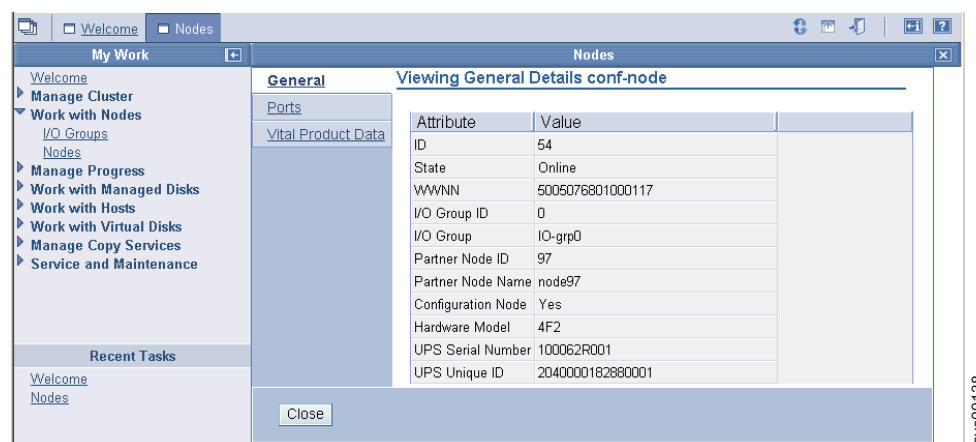 Welcome
Nodes
My Work
Nodes
Welcome
Manage Cluster
Work with Nodes
I/O Groups
Nodes
Manage Progress
Work with Managed Disks
Work with Hosts
Work with Virtual Disks
Manage Copy Services
Service and Maintenance
Recent Tasks
Welcome
Nodes
General
Ports
Vital Product Data
Viewing General Details conf-node
Attribute Value
ID 54
State Online
WWNN 5005076801000117
I/O Group ID 0
I/O Group IO-grp0
Partner Node ID 97
Partner Node Name node97
Configuration Node Yes
Hardware Model 4F2
UPS Serial Number 100062R001
UPS Unique ID 2040000182880001
Close